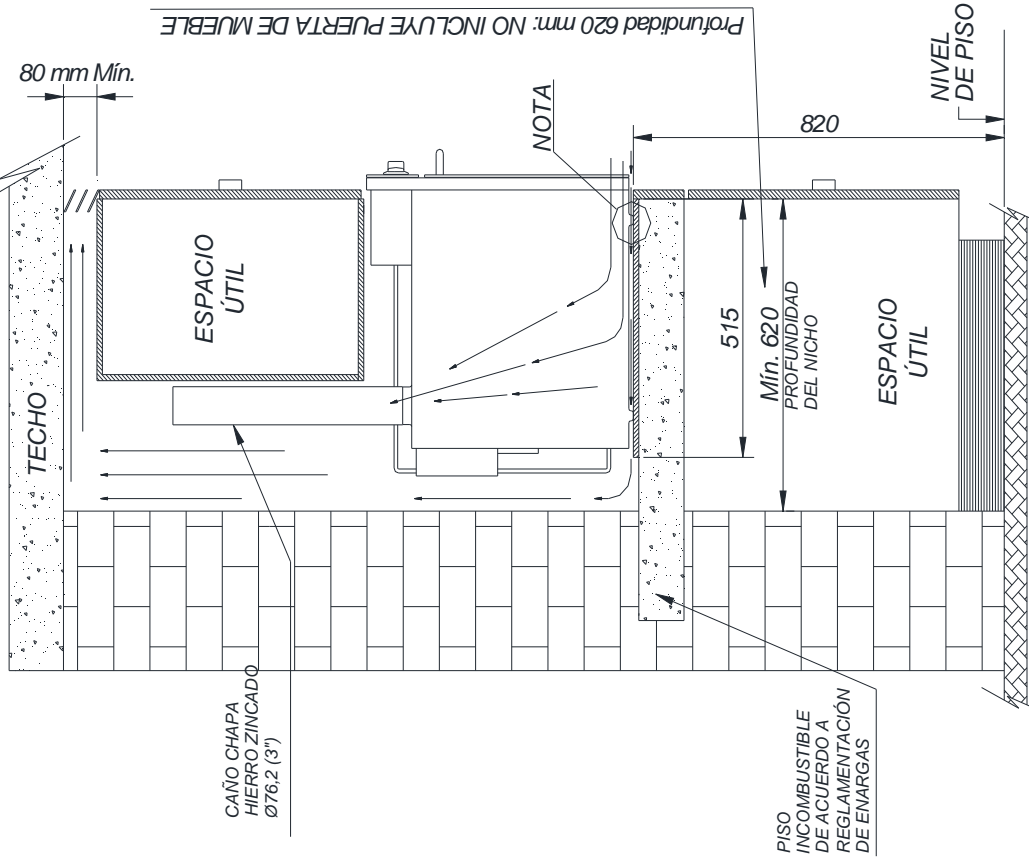 Profundidad 620 mm: NO INCLUYE PUERTA DE MUEBLE
80 mm Mín.
TECHO
ESPACIO
ÚTIL
NOTA
820
NIVEL
DE PISO
515
Mín. 620
PROFUNDIDAD
DEL NICHO
ESPACIO
ÚTIL
CAÑO CHAPA
HIERRO ZINCADO
Ø76,2 (3")
PISO
INCOMBUSTIBLE
DE ACUERDO A
REGLAMENTACIÓN
DE ENARGAS